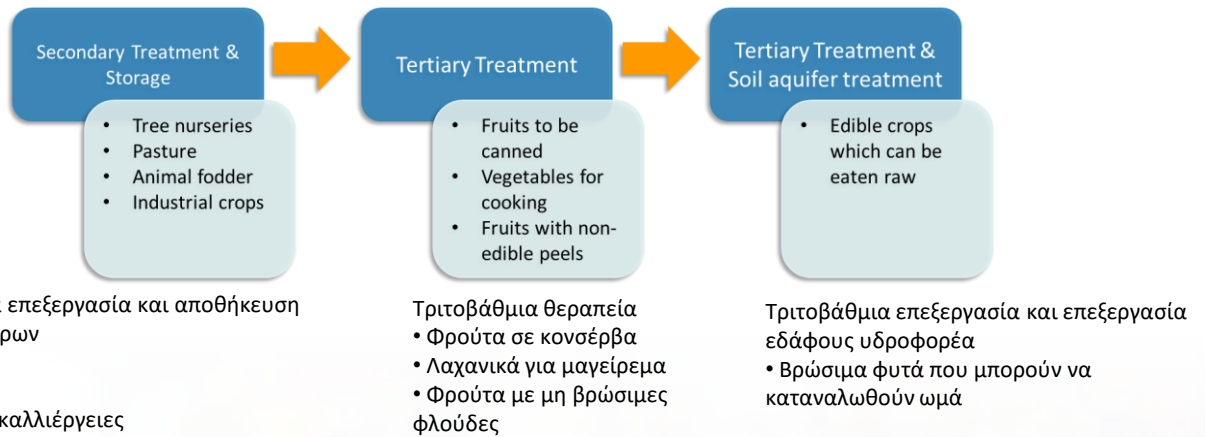 Secondary Treatment &
Storage
• Tree nurseries
• Pasture
• Animal fodder
• Industrial crops
Tertiary Treatment
• Fruits to be
canned
• Vegetables for
cooking
• Fruits with non-
edible peels
Tertiary Treatment &
Soil aquifer treatment
• Edible crops
which can be
eaten raw
επεξεργασία και αποθήκευση
καλλιέργειες
Τριτοβάθμια θεραπεία
• Φρούτα σε κονσέρβα
• Λαχανικά για μαγείρεμα
• Φρούτα με μη βρώσιμες
φλούδες
Τριτοβάθμια επεξεργασία και επεξεργασία
εδάφους υδροφορέα
• Βρώσιμα φυτά που μπορούν να
καταναλωθούν ωμά